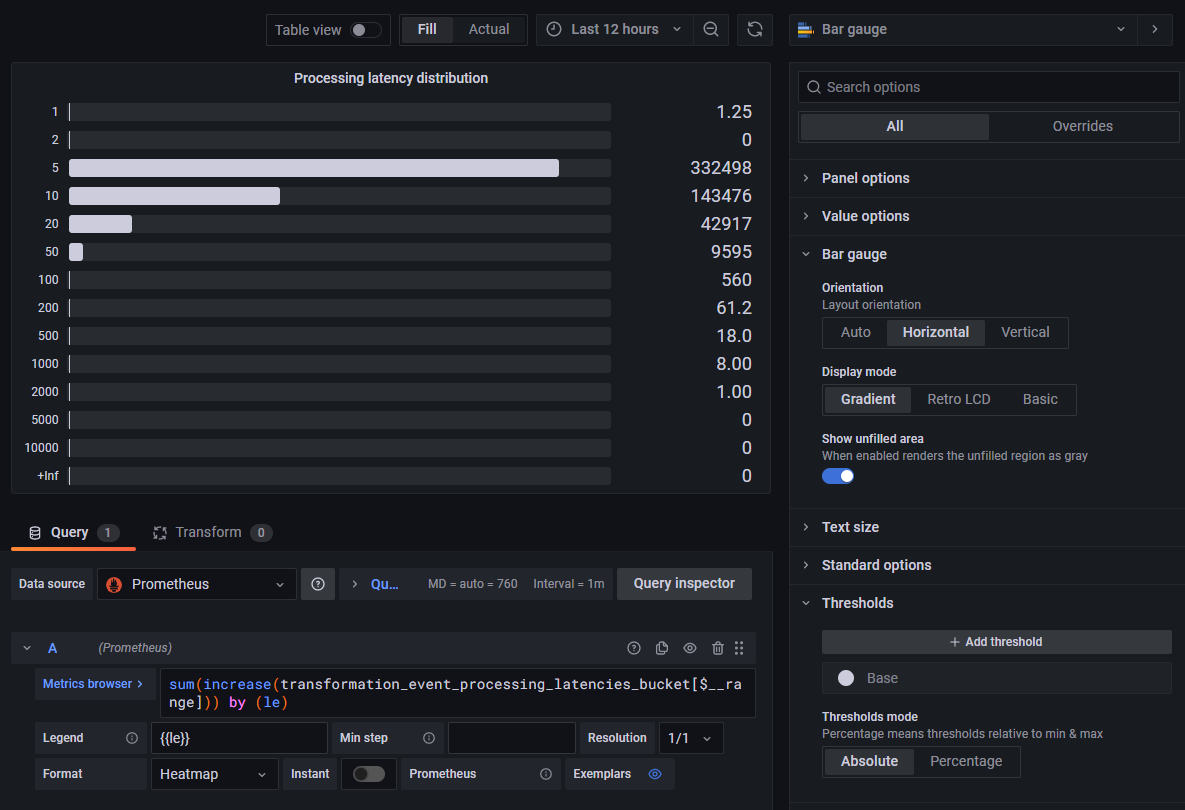 Table view
Fill
Actual
Last 12 hours
Bar gauge
Processing latency distribution
1 1.25
2 0
5 332498
10 143476
20 42917
50 9595
100 560
200 61.2
500 18.0
1000 8.00
2000 1.00
5000 0
10000 0
+Inf 0
Query 1
Transform 0
Data source
Prometheus
Qu...
MD = auto = 760
Interval = 1m
Query inspector
A
(Prometheus)
Metrics browser >
sum(increase(transformation_event_processing_latencies_bucket[$__ra
nge])) by (le)
Legend
{{le}}
Min step
Resolution
1/1
Format
Heatmap
Instant
Prometheus
Exemplars
Search options
All
Overrides
Panel options
Value options
Bar gauge
Orientation
Layout orientation
Auto
Horizontal
Vertical
Display mode
Gradient
Retro LCD
Basic
Show unfilled area
When enabled renders the unfilled region as gray
Text size
Standard options
Thresholds
+ Add threshold
Base
Thresholds mode
Percentage means thresholds relative to min & max
Absolute
Percentage